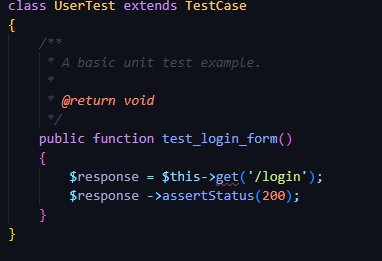 class UserTest extends TestCase
{
    /**
     * A basic unit test example.
     *
     * @return void
     */
    public function test_login_form()
    {
        $response = $this->get('/login');
        $response ->assertStatus(200);
    }
}